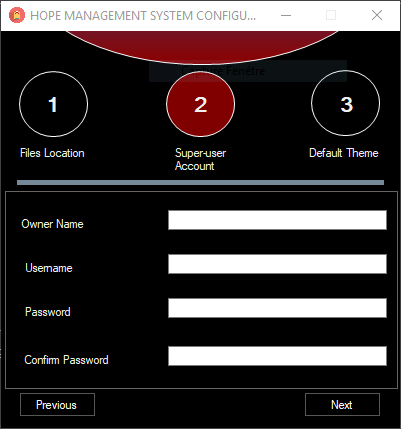 HOPE MANAGEMENT SYSTEM CONFIGU...
Fenetre
1
2
3
Files Location
Super-user
Account
Default Theme
Owner Name
Username
Password
Confirm Password
Previous
Next